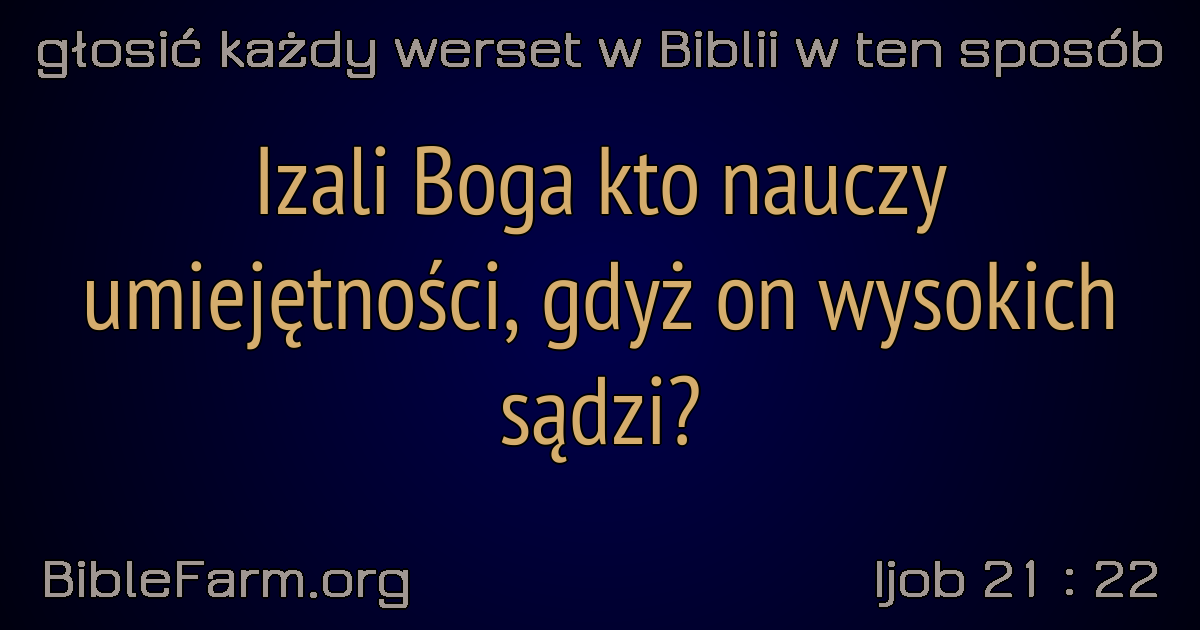 głosić każdy werset w Biblii w ten sposób
Izali Boga kto nauczy
umiejętności, gdyż on wysokich
sądzi?
BibleFarm.org
Ijob 21 : 22